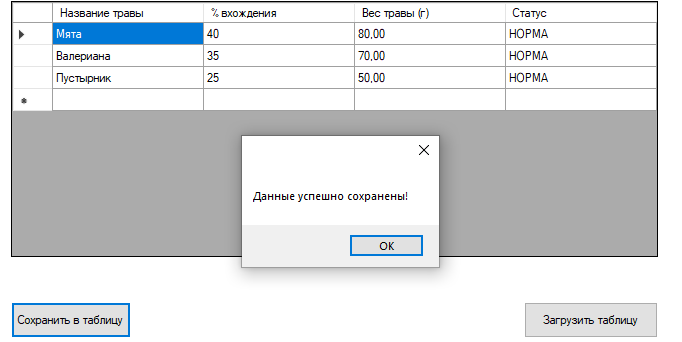 Название травы % вхождения Вес травы (г) Статус
Мята 40 80,00 НОРМА
Валериана 35 70,00 НОРМА
Пустырник 25 50,00 НОРМА
Данные успешно сохранены!
OK
Сохранить в таблицу Загрузить таблицу